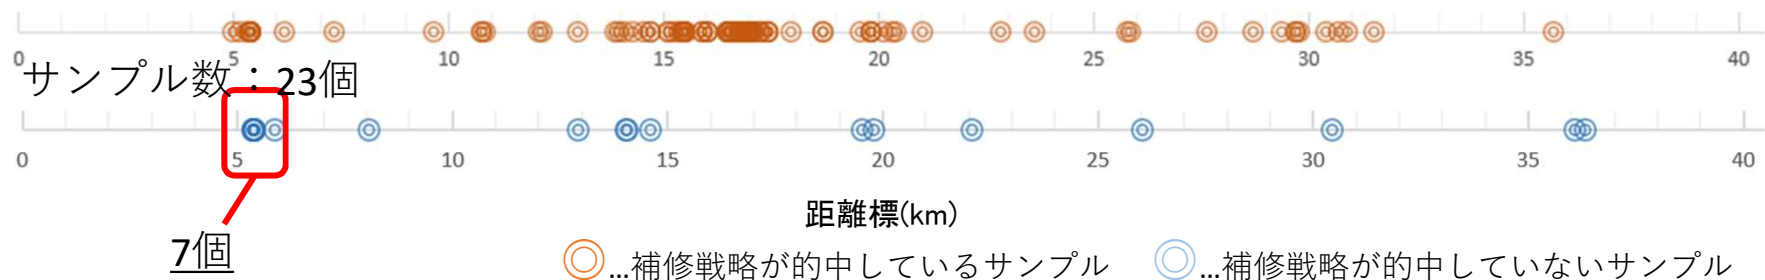 0 5 10 15 20 25 30 35 40
サンプル数：23個
0 5 10 15 20 25 30 35 40
距離標(km)
7個
...補修戦略が的中しているサンプル ...補修戦略が的中していないサンプル